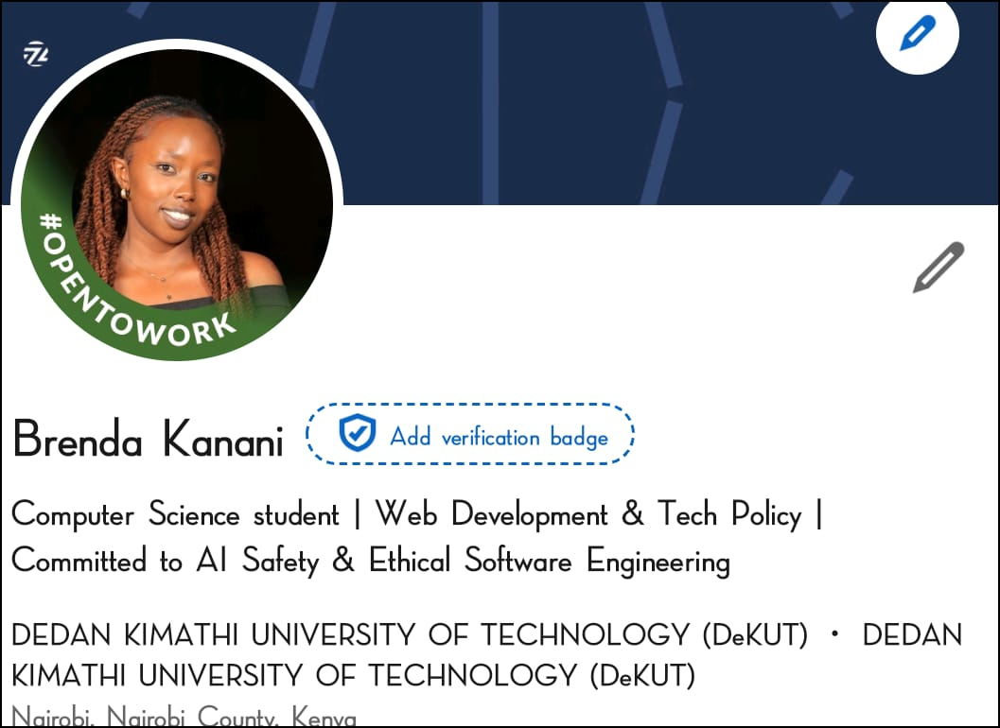 #OPENTOWORK
Brenda Kanani
Add verification badge
Computer Science student | Web Development & Tech Policy |
Committed to AI Safety & Ethical Software Engineering
DEDAN KIMATHI UNIVERSITY OF TECHNOLOGY (DeKUT) • DEDAN
KIMATHI UNIVERSITY OF TECHNOLOGY (DeKUT)
Nairobi, Nairobi County, Kenya